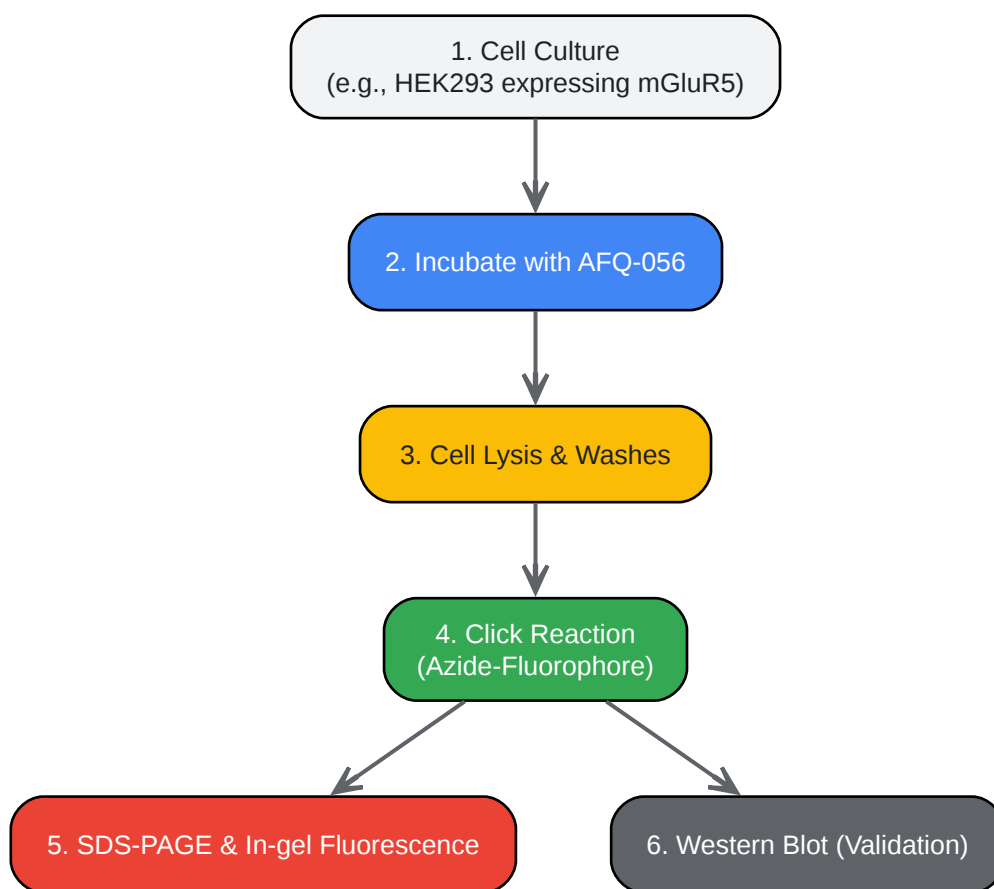 1. Cell Culture
(e.g., HEK293 expressing mGluR5)
2. Incubate with AFQ-056
3. Cell Lysis & Washes
4. Click Reaction
(Azide-Fluorophore)
5. SDS-PAGE & In-gel Fluorescence
6. Western Blot (Validation)